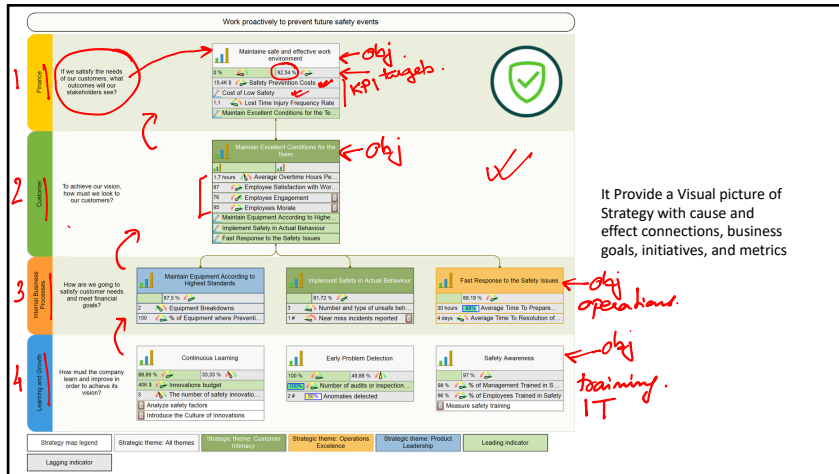 Work proactively to prevent future safety events
1
Finance
If we satisfy the needs
of our customers, what
outcomes will our
stakeholders see?
Maintaine safe and effective work
environment
0 %
92,54 %
15.4K $ Safety Prevention Costs
Cost of Low Safety
1,1 Lost Time Injury Frequency Rate
Maintain Excellent Conditions for the Te...
obj.
KPI targets.
2
Customer
To achieve our vision,
how must we look to
our customers?
Maintain Excellent Conditions for the
Team
1,7 hours Average Overtime Hours Pe...
87 Employee Satisfaction with Wor...
76 Employee Engagement
95 Employees Morale
Maintain Equipment According to Highe...
Implement Safety in Actual Behaviour
Fast Response to the Safety Issues
obj
It Provide a Visual picture of
Strategy with cause and
effect connections, business
goals, initiatives, and metrics
3
Internal Business
Processes
How are we going to
satisfy customer needs
and meet financial
goals?
Maintain Equipment According to
Highest Standards
87,5 %
2 Equipment Breakdowns
100 % of Equipment where Preventi...
Implement Safety in Actual Behaviour
81,72 %
3 Number and type of unsafe beh...
1 # Near miss incidents reported
Fast Response to the Safety Issues
88,19 %
30 hours 88% Average Time To Prepare...
4 days Average Time To Resolution of...
obj
operations.
4
Learning and Growth
How must the company
learn and improve in
order to achieve its
vision?
Continuous Learning
88,89 % 33,33 %
40K $ Innovations budget
3 The number of safety innovatio...
Analyze safety factors
Introduce the Culture of Innovations
Early Problem Detection
100 % 49,88 %
100% Number of audits or inspection...
2 # 50% Anomalies detected
Safety Awareness
97 %
98 % % of Management Trained in S...
96 % % of Employees Trained in Safety
Measure safety training
obj
training.
IT
Strategy map legend
Strategic theme: All themes
Strategic theme: Customer
Intimacy
Strategic theme: Operations
Excelence
Strategic theme: Product
Leadership
Leading indicator
Lagging indicator